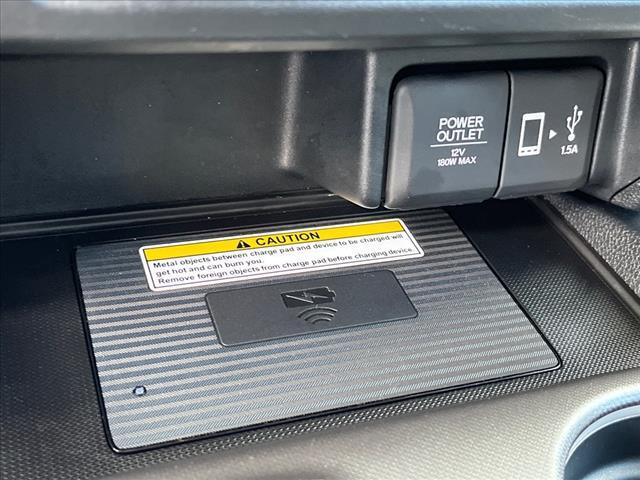 POWER
OUTLET
12V
180W MAX
1.5A
CAUTION
Metal objects between charge pad and device to be charged will
get hot and can burn you.
Remove foreign objects from charge pad before charging device